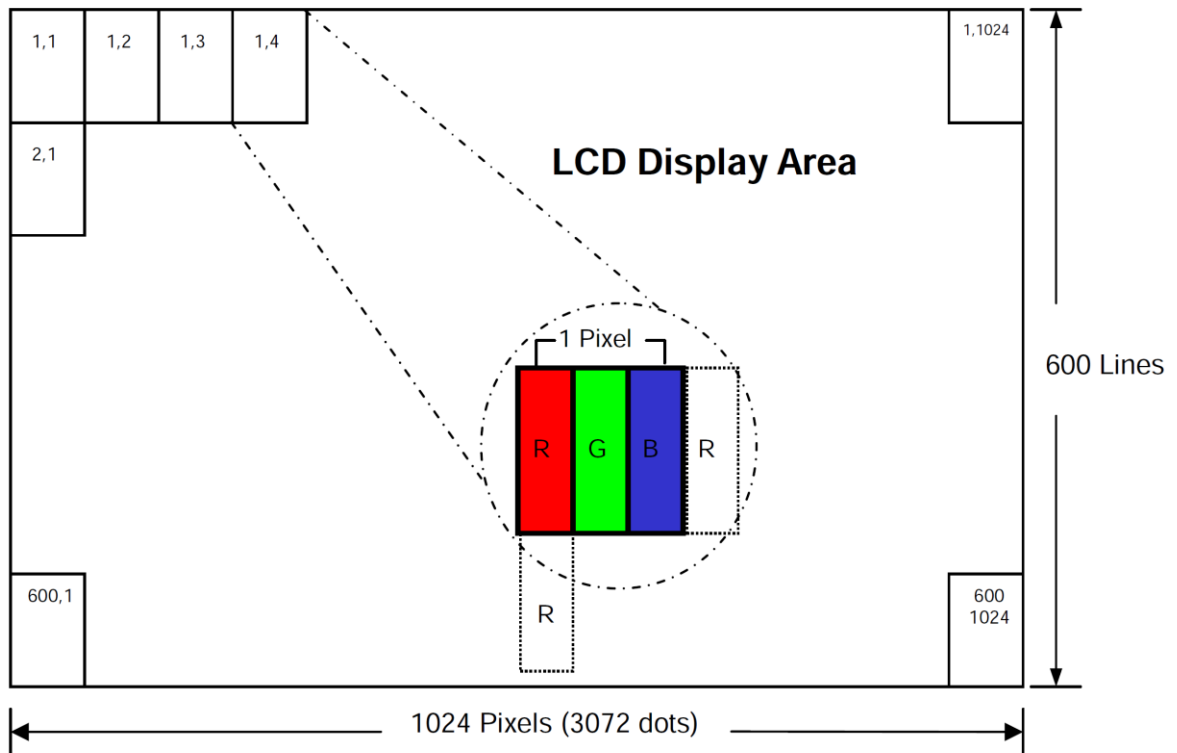 1,1
1,2
1,3
1,4
1,1024
2,1
LCD Display Area
1 Pixel
600 Lines
R
G
B
R
R
600,1
600
1024
1024 Pixels (3072 dots)